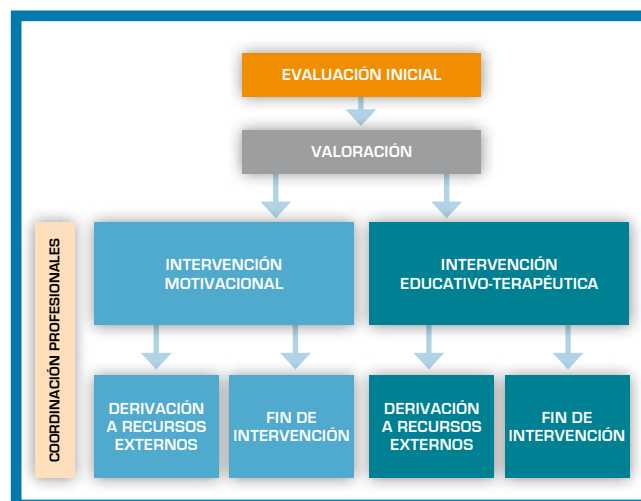 EVALUACIÓN INICIAL
VALORACIÓN
COORDINACIÓN PROFESIONALES
INTERVENCIÓN
MOTIVACIONAL
INTERVENCIÓN
EDUCATIVO-TERAPÉUTICA
DERIVACIÓN
A RECURSOS
EXTERNOS
FIN DE
INTERVENCIÓN
DERIVACIÓN
A RECURSOS
EXTERNOS
FIN DE
INTERVENCIÓN